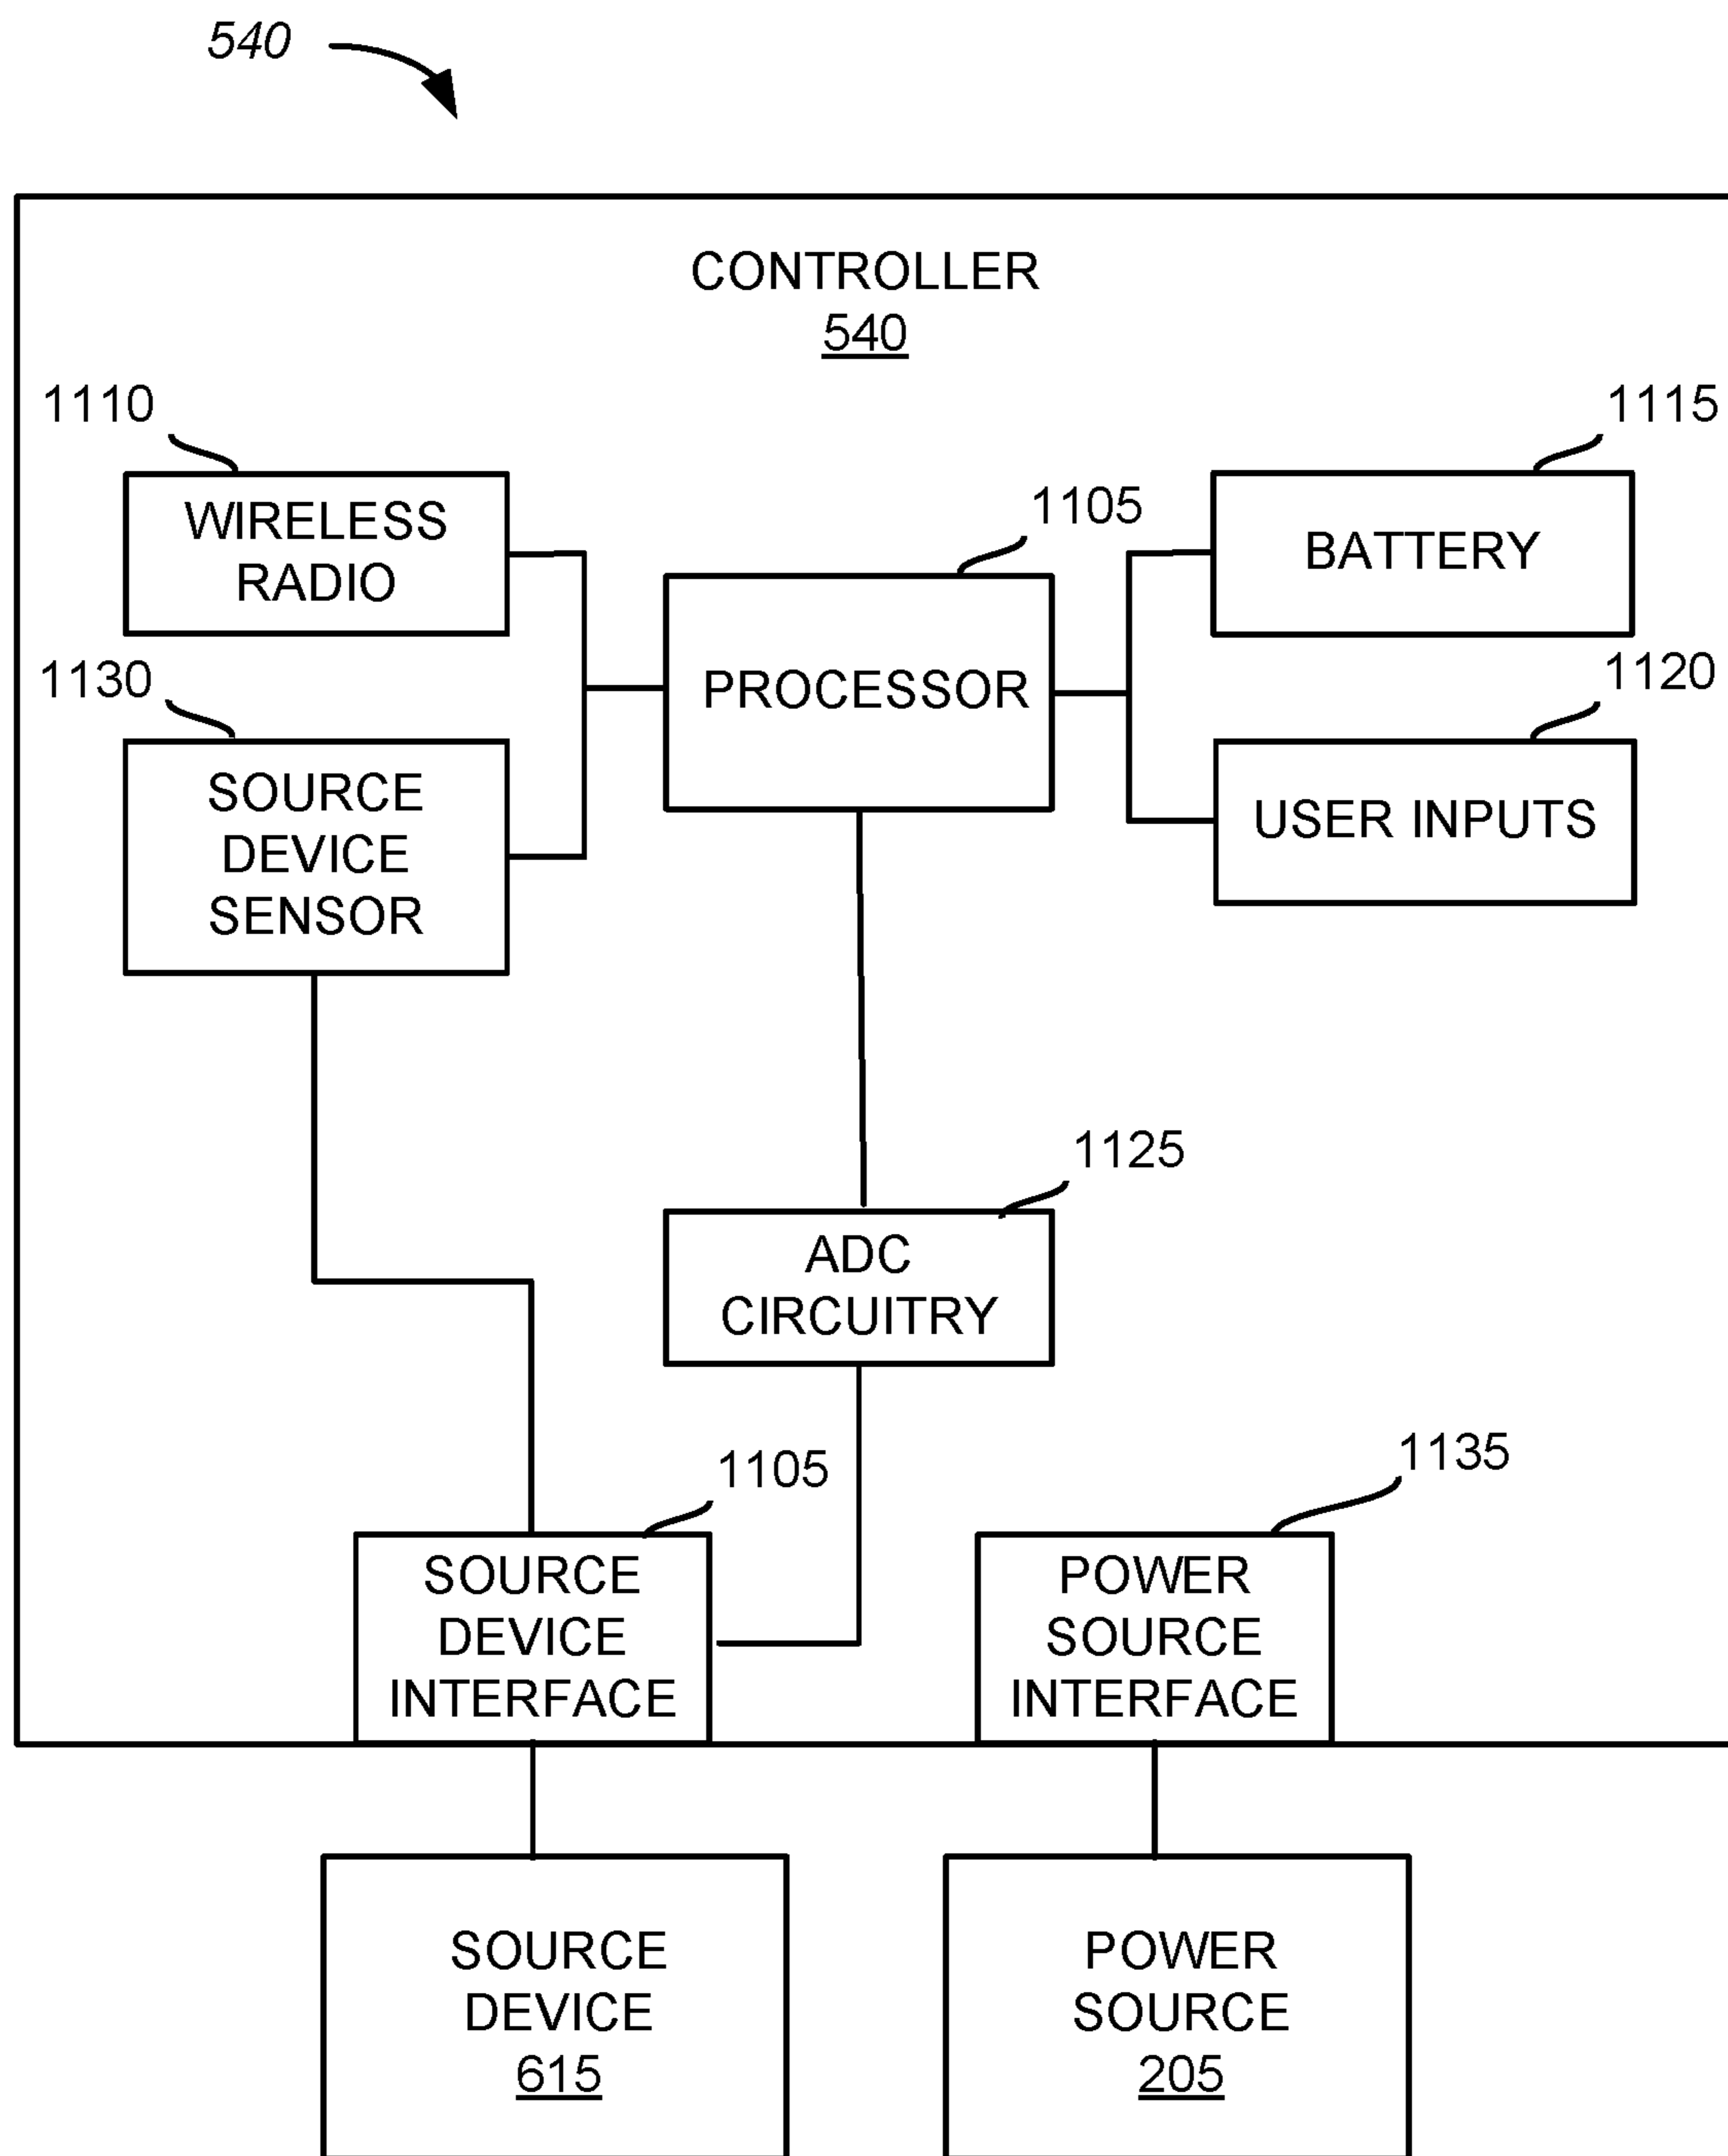 540
CONTROLLER
540
1110
1115
WIRELESS
RADIO
1105
BATTERY
1130
PROCESSOR
1120
SOURCE
DEVICE
SENSOR
USER INPUTS
1125
ADC
CIRCUITRY
1105
1135
SOURCE
DEVICE
INTERFACE
POWER
SOURCE
INTERFACE
SOURCE
DEVICE
615
POWER
SOURCE
205